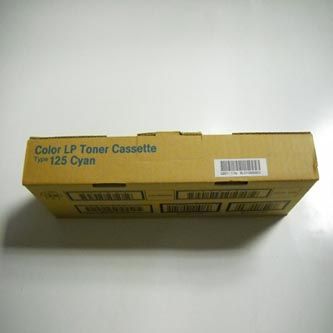 Color LP Toner Cassette
Type 125 Cyan